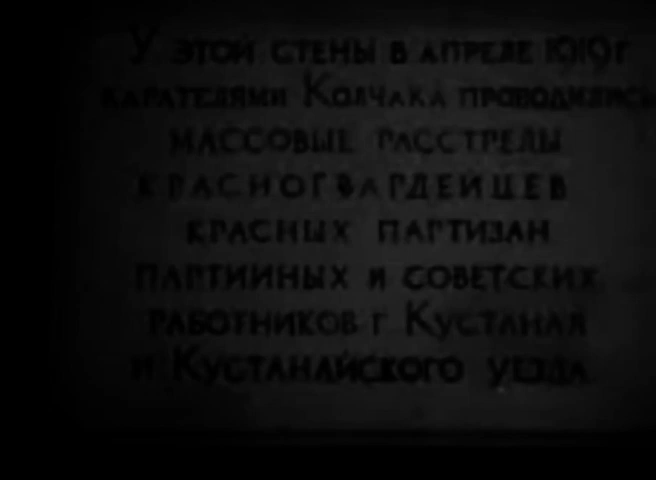 У ЭТОЙ СТЕНЫ В АПРЕЛЕ 1919 Г
КАРАТЕЛЯМИ КОЛЧАКА ПРОВОДИЛИСЬ
МАССОВЫЕ РАССТРЕЛЫ
КРАСНОГВАРДЕЙЦЕВ
КРАСНЫХ ПАРТИЗАН
ПАРТИЙНЫХ И СОВЕТСКИХ
РАБОТНИКОВ Г КУСТАНАЯ
И КУСТАНАЙСКОГО УЕЗДА